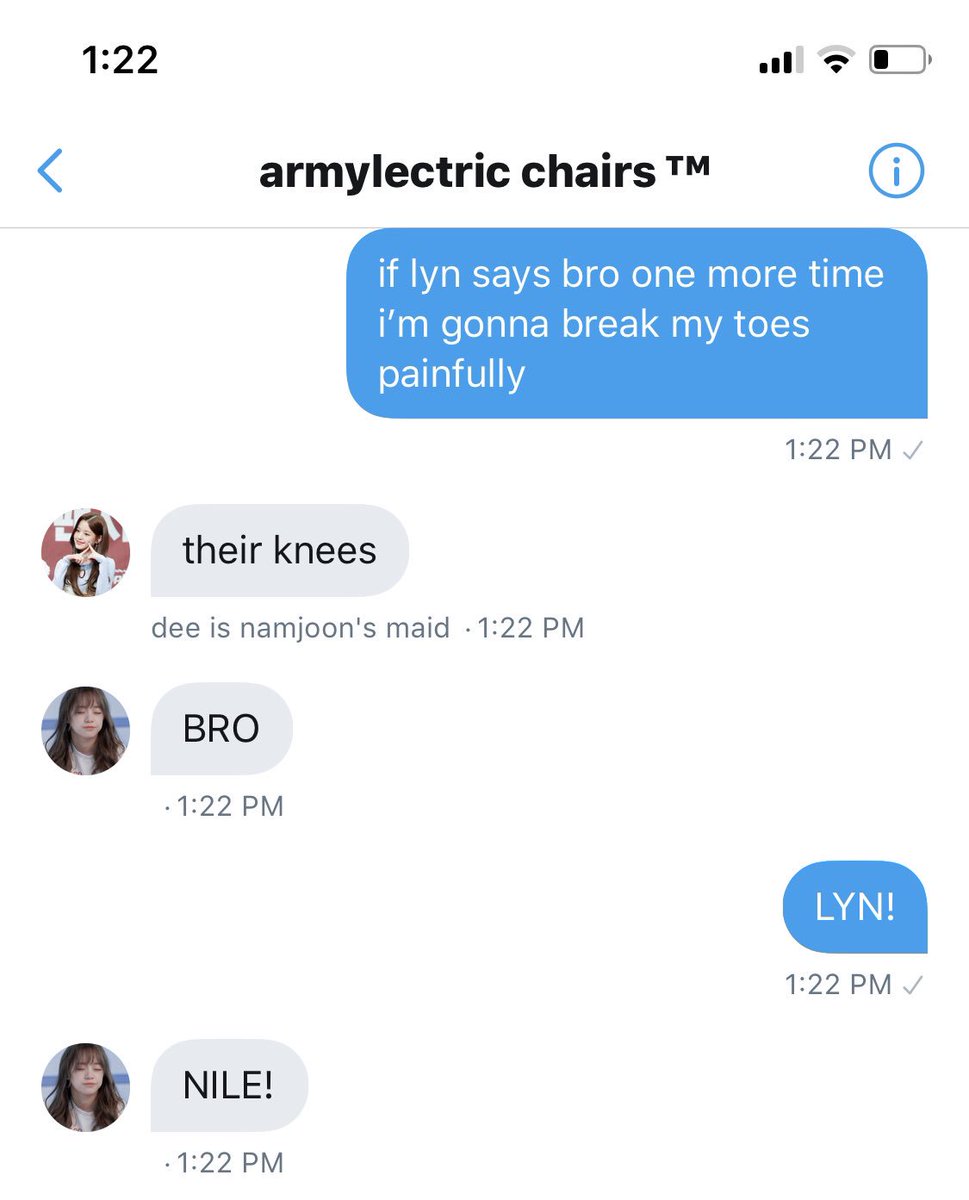 1:22
armylectric chairs ™
if lyn says bro one more time
i'm gonna break my toes
painfully
1:22 PM ✓
their knees
dee is namjoon's maid · 1:22 PM
BRO
· 1:22 PM
LYN!
1:22 PM ✓
NILE!
· 1:22 PM